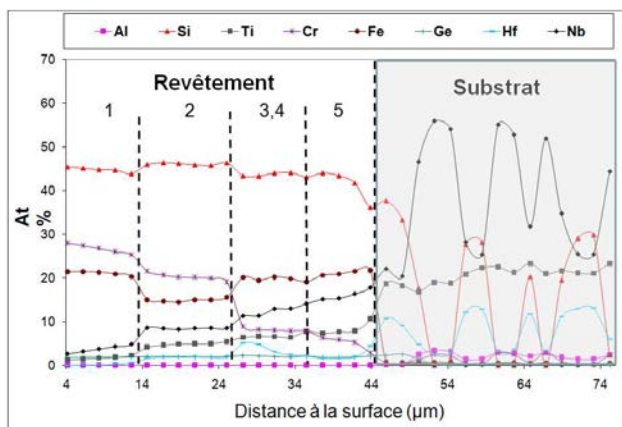 Al Si Ti Cr Fe Ge Hf Nb
70
60
50
40
30
20
10
0
At
%
Revêtement
Substrat
1 2 3,4 5
4 14 24 34 44 54 64 74
Distance à la surface (µm)